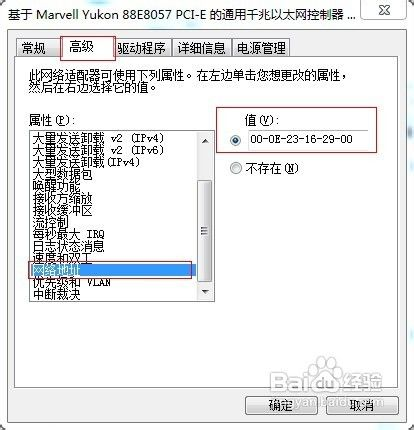 基于 Marvell Yukon 88E8057 PCI-E 的通用千兆以太网控制器 ...
常规 高级 驱动程序 详细信息 电源管理
此网络适配器可使用下列属性。在左边单击您想更改的属性，
然后在右边选择它的值。
属性(P):
大量发送卸载 v2 (IPv4)
大量发送卸载 v2 (IPv6)
大量发送卸载(IPv4)
大型数据包
唤醒功能
接收方缩放
接收缓冲区
流控制
每秒最大 IRQ
日志状态消息
速度和双工
网络地址
优先级和 VLAN
中断裁决
值(V):
00-0E-23-16-29-00
不存在(N)
Baidu 经验
jingyan.baidu.com
确定 取消